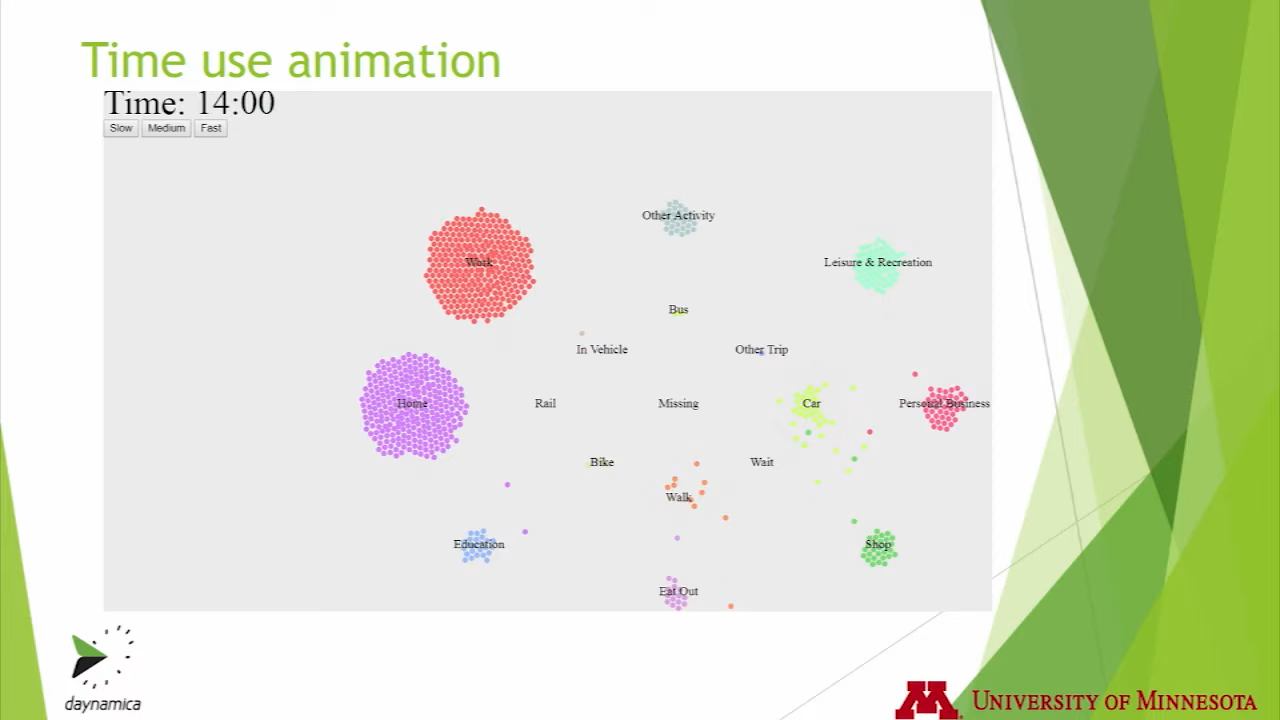 Time use animation
Time: 14:00
Slow Medium Fast
Other Activity
Work
Leisure & Recreation
Bus
In Vehicle
Other Trip
Home
Rail
Missing
Car
Personal Business
Bike
Wait
Walk
Education
Shop
Eat Out
daynamica
M
UNIVERSITY OF MINNESOTA